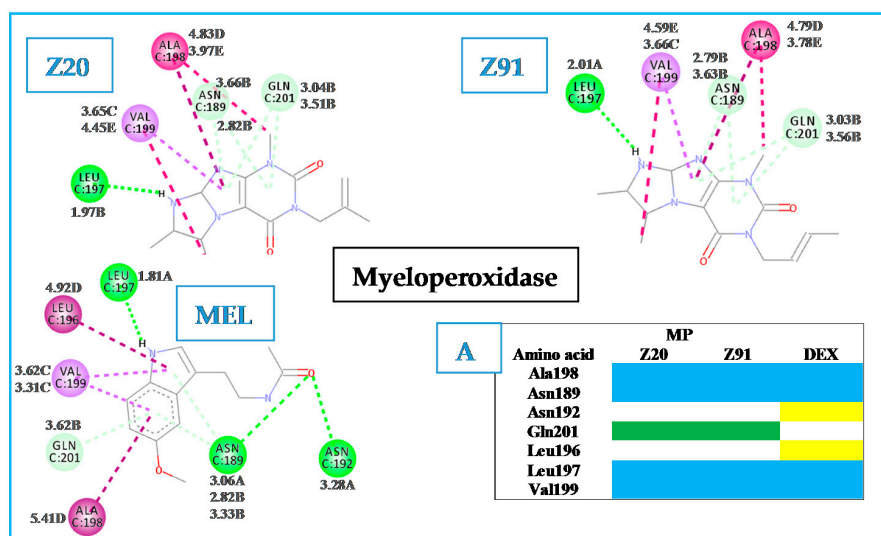 Z20
4.83D
3.97E
ALA
C:198
3.66B
ASN
C:189
2.82B
GLN
C:201
3.04B
3.51B
3.65C
4.45E
VAL
C:199
LEU
C:197
1.97B
H
N
N
N
N
N
O
O
Z91
4.59E
3.66C
VAL
C:199
2.79B
3.63B
ASN
C:189
ALA
C:198
4.79D
3.78E
2.01A
LEU
C:197
GLN
C:201
3.03B
3.56B
H
N
N
N
N
N
O
O
Myeloperoxidase
MEL
LEU
C:197
1.81A
4.92D
LEU
C:196
3.62C
3.31C
VAL
C:199
3.62B
GLN
C:201
5.41D
ALA
C:198
H
N
N
H
O
O
ASN
C:189
3.06A
2.82B
3.33B
ASN
C:192
3.28A
A
MP
Amino acid Z20 Z91 DEX
Ala198
Asn189
Asn192
Gln201
Leu196
Leu197
Val199